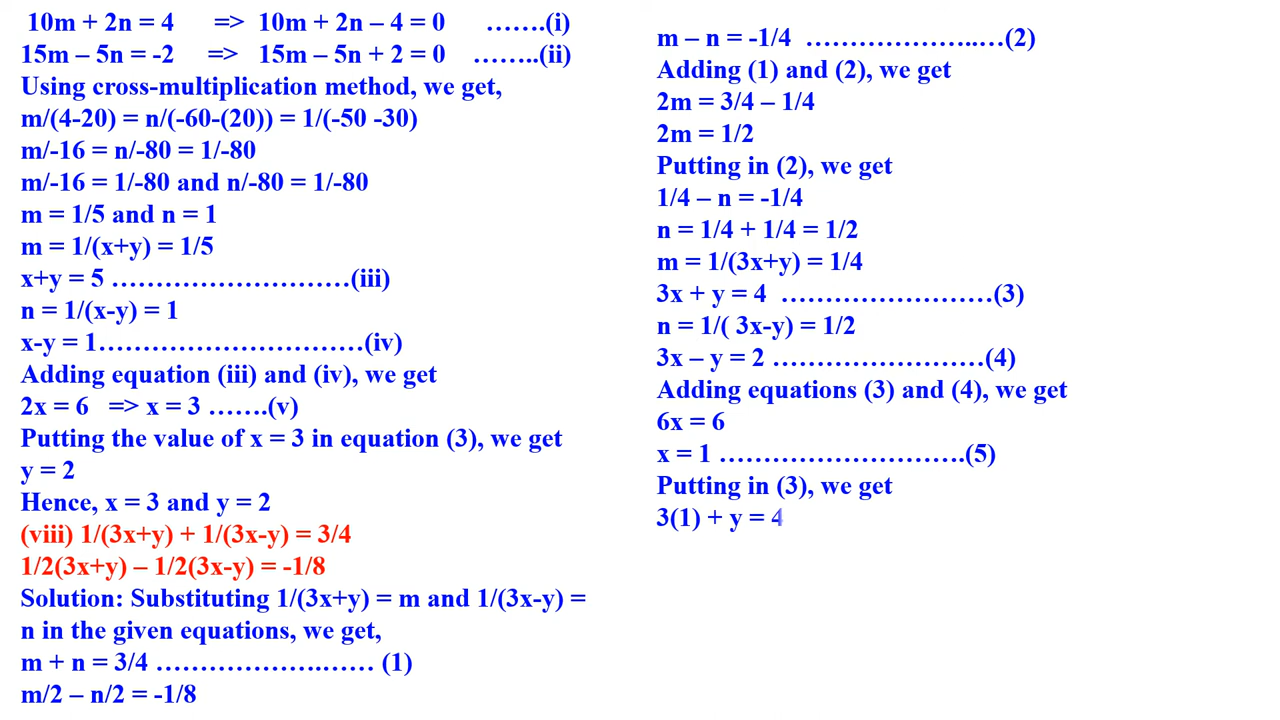 10m + 2n = 4 => 10m + 2n – 4 = 0 …….(i)
15m – 5n = -2 => 15m – 5n + 2 = 0 ……..(ii)
Using cross-multiplication method, we get,
m/(4-20) = n/(-60-(20)) = 1/(-50 -30)
m/-16 = n/-80 = 1/-80
m/-16 = 1/-80 and n/-80 = 1/-80
m = 1/5 and n = 1
m = 1/(x+y) = 1/5
x+y = 5 ………………………(iii)
n = 1/(x-y) = 1
x-y = 1…………………………(iv)
Adding equation (iii) and (iv), we get
2x = 6 => x = 3 …….(v)
Putting the value of x = 3 in equation (3), we get
y = 2
Hence, x = 3 and y = 2
(viii) 1/(3x+y) + 1/(3x-y) = 3/4
1/2(3x+y) – 1/2(3x-y) = -1/8
Solution: Substituting 1/(3x+y) = m and 1/(3x-y) =
n in the given equations, we get,
m + n = 3/4 ……………….…… (1)
m/2 – n/2 = -1/8
m – n = -1/4 ………………..…(2)
Adding (1) and (2), we get
2m = 3/4 – 1/4
2m = 1/2
Putting in (2), we get
1/4 – n = -1/4
n = 1/4 + 1/4 = 1/2
m = 1/(3x+y) = 1/4
3x + y = 4 ……………………(3)
n = 1/( 3x-y) = 1/2
3x – y = 2 ……………………(4)
Adding equations (3) and (4), we get
6x = 6
x = 1 ……………………….(5)
Putting in (3), we get
3(1) + y = 4